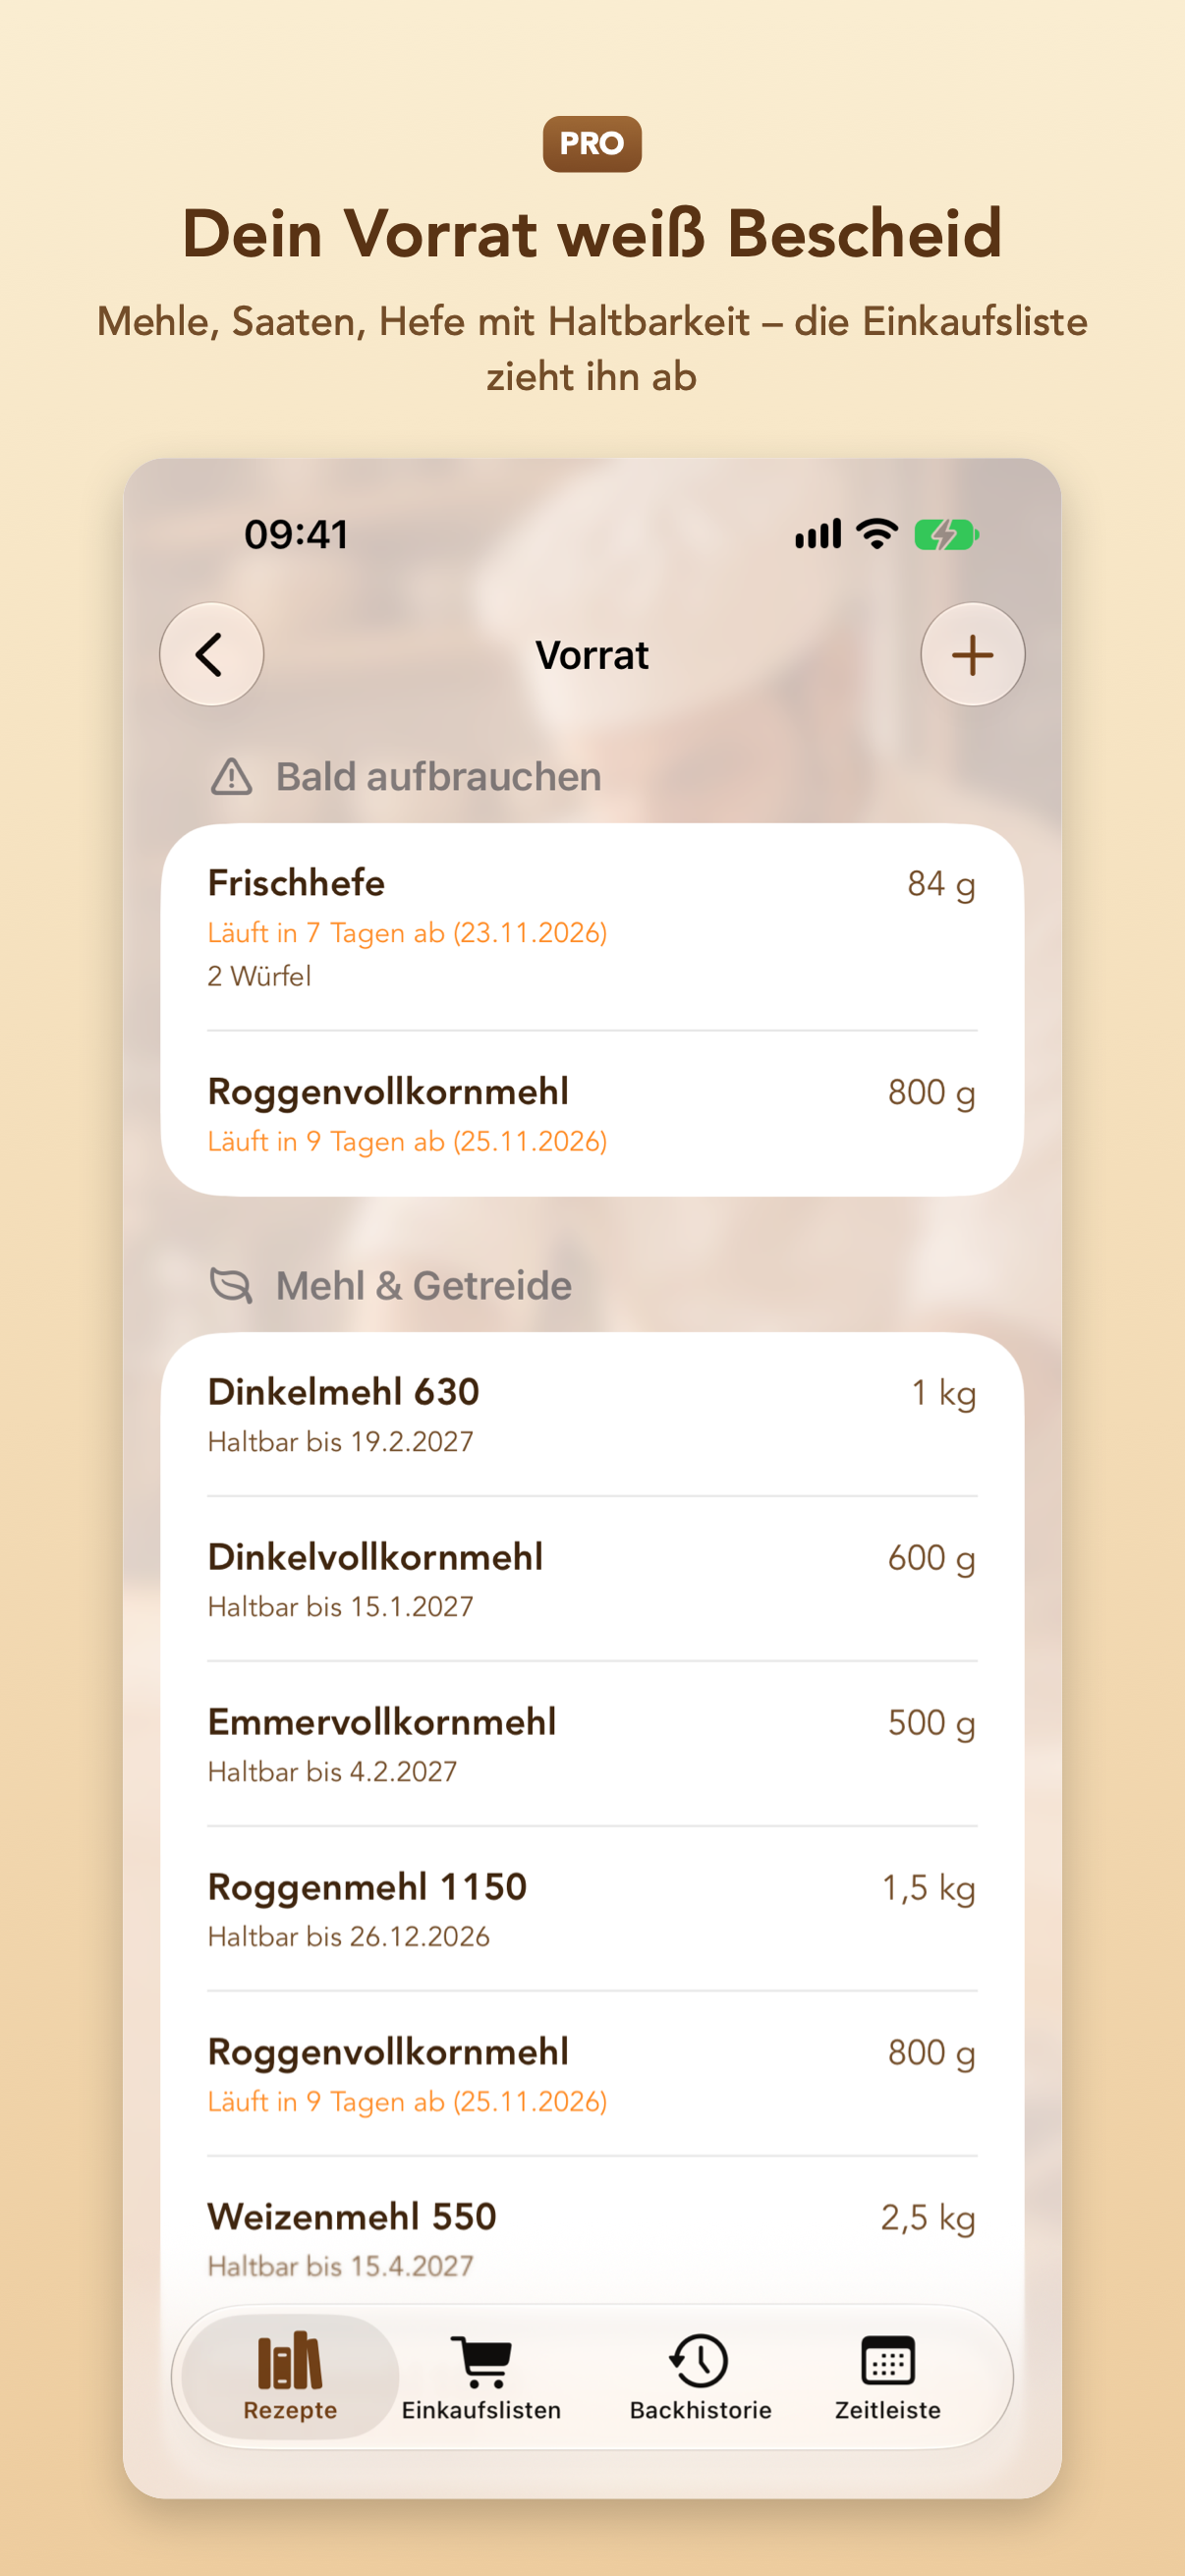 PRO
Dein Vorrat weiß Bescheid
Mehle, Saaten, Hefe mit Haltbarkeit – die Einkaufsliste
zieht ihn ab
09:41
Vorrat
Bald aufbrauchen
Frischhefe 84 g
Läuft in 7 Tagen ab (23.11.2026)
2 Würfel
Roggenvollkornmehl 800 g
Läuft in 9 Tagen ab (25.11.2026)
Mehl & Getreide
Dinkelmehl 630 1 kg
Haltbar bis 19.2.2027
Dinkelvollkornmehl 600 g
Haltbar bis 15.1.2027
Emmervollkornmehl 500 g
Haltbar bis 4.2.2027
Roggenmehl 1150 1,5 kg
Haltbar bis 26.12.2026
Roggenvollkornmehl 800 g
Läuft in 9 Tagen ab (25.11.2026)
Weizenmehl 550 2,5 kg
Haltbar bis 15.4.2027
Rezepte Einkaufslisten Backhistorie Zeitleiste